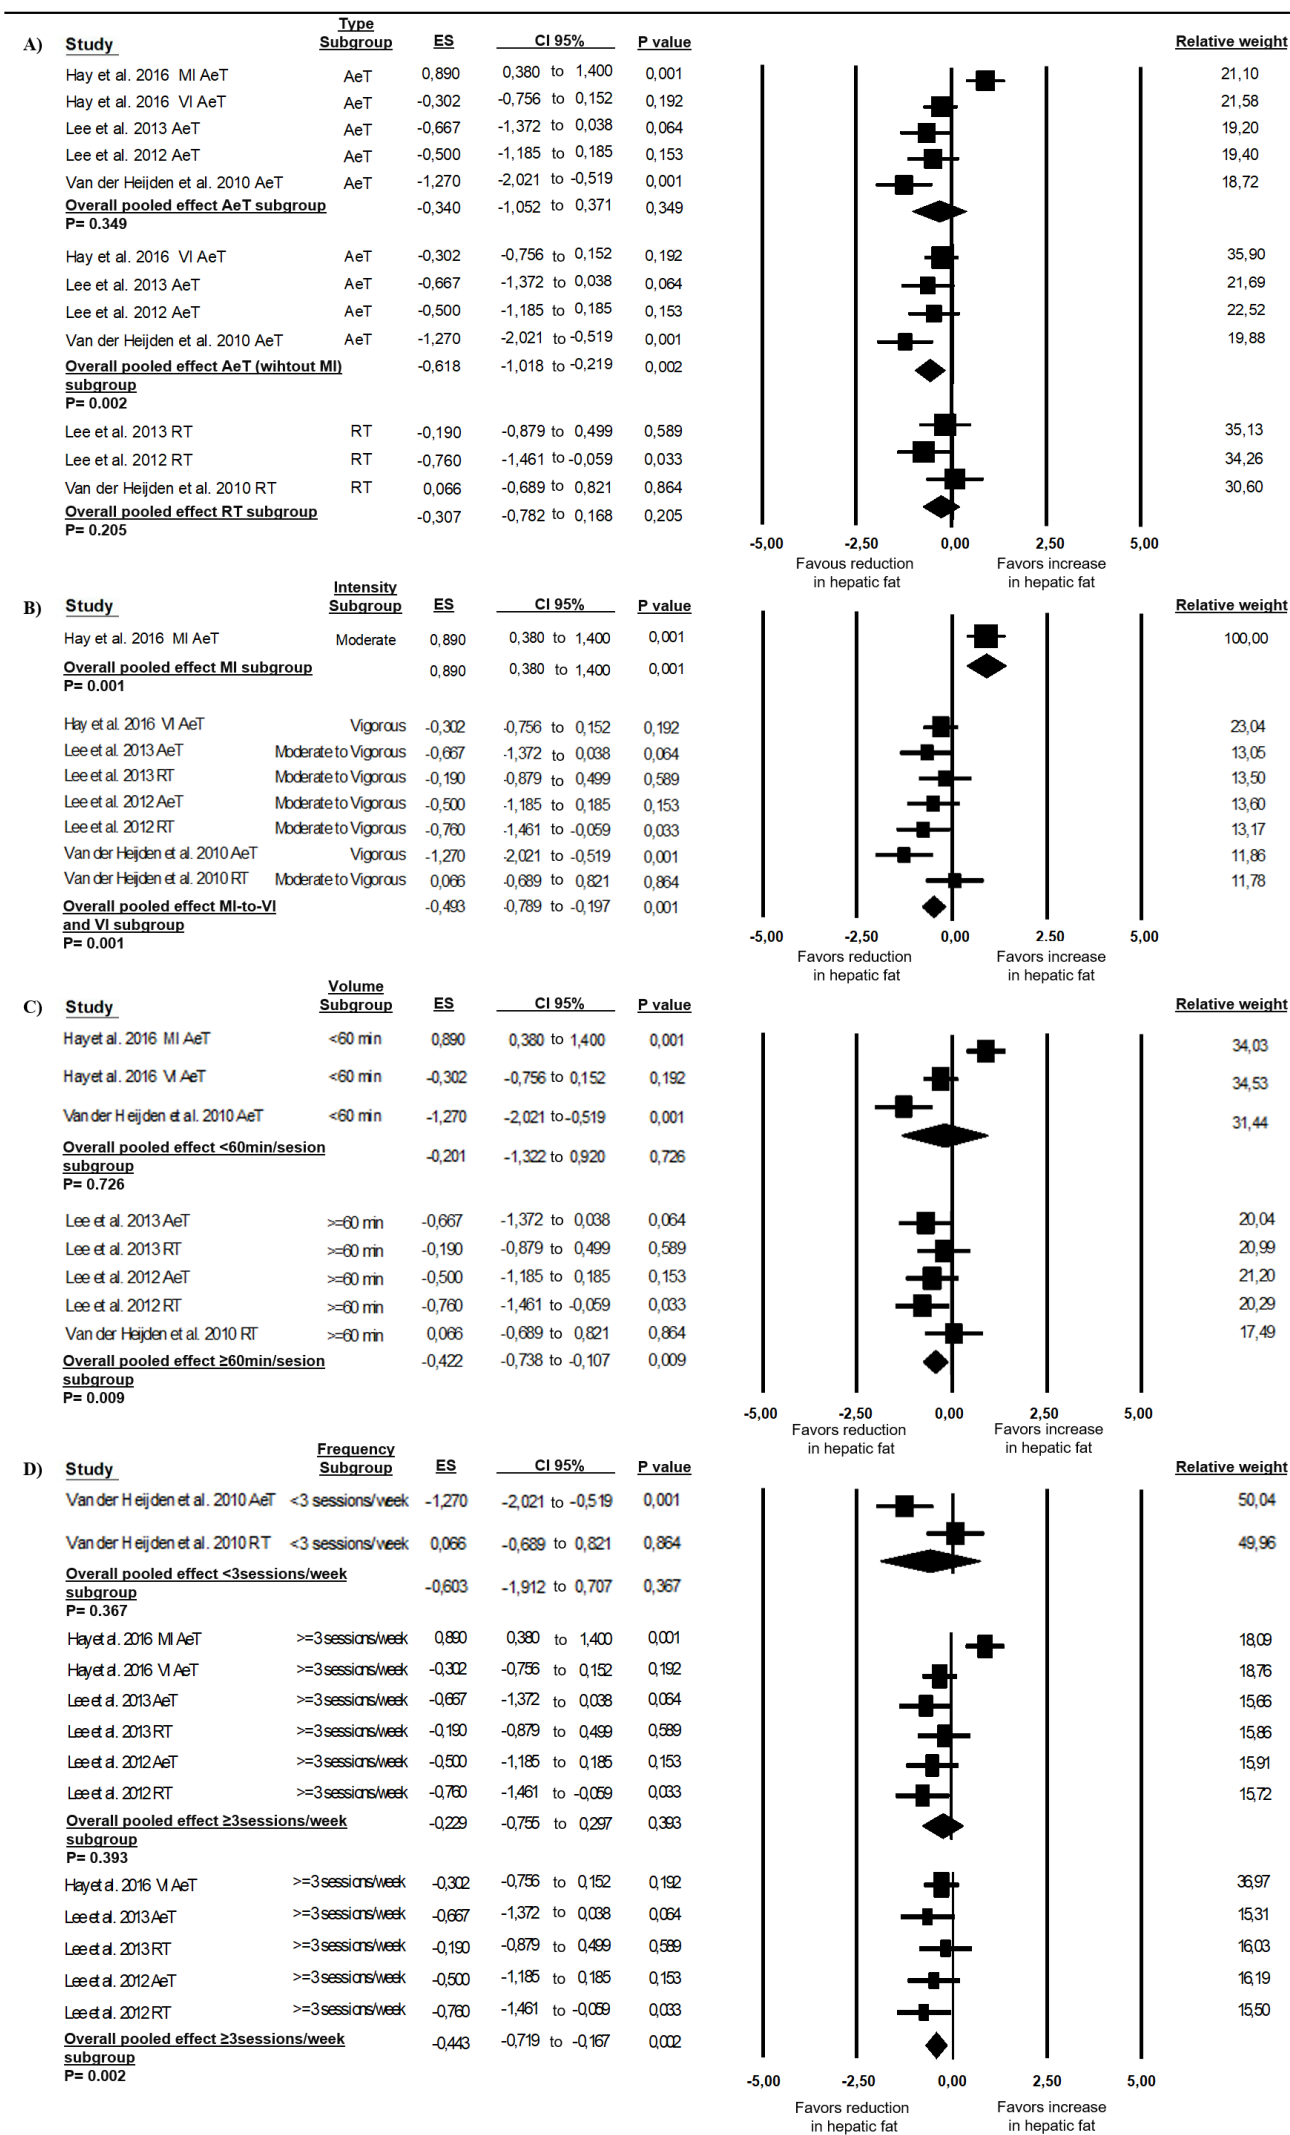 A) Study Type Subgroup ES CI 95% P value Relative weight
Hay et al. 2016 MI AeT AeT 0,890 0,380 to 1,400 0,001 21,10
Hay et al. 2016 VI AeT AeT -0,302 -0,756 to 0,152 0,192 21,58
Lee et al. 2013 AeT AeT -0,667 -1,372 to 0,038 0,064 19,20
Lee et al. 2012 AeT AeT -0,500 -1,185 to 0,185 0,153 19,40
Van der Heijden et al. 2010 AeT AeT -1,270 -2,021 to -0,519 0,001 18,72
Overall pooled effect AeT subgroup -0,340 -1,052 to 0,371 0,349
P= 0.349
Hay et al. 2016 VI AeT AeT -0,302 -0,756 to 0,152 0,192 35,90
Lee et al. 2013 AeT AeT -0,667 -1,372 to 0,038 0,064 21,69
Lee et al. 2012 AeT AeT -0,500 -1,185 to 0,185 0,153 22,52
Van der Heijden et al. 2010 AeT AeT -1,270 -2,021 to -0,519 0,001 19,88
Overall pooled effect AeT (wihtout MI) -0,618 -1,018 to -0,219 0,002
subgroup
P= 0.002
Lee et al. 2013 RT RT -0,190 -0,879 to 0,499 0,589 35,13
Lee et al. 2012 RT RT -0,760 -1,461 to -0,059 0,033 34,26
Van der Heijden et al. 2010 RT RT 0,066 -0,689 to 0,821 0,864 30,60
Overall pooled effect RT subgroup -0,307 -0,782 to 0,168 0,205
P= 0.205
-5,00 -2,50 0,00 2,50 5,00
Favous reduction Favors increase
in hepatic fat in hepatic fat
B) Study Intensity Subgroup ES CI 95% P value Relative weight
Hay et al. 2016 MI AeT Moderate 0,890 0,380 to 1,400 0,001 100,00
Overall pooled effect MI subgroup 0,890 0,380 to 1,400 0,001
P= 0.001
Hay et al. 2016 VI AeT Vigorous -0,302 -0,756 to 0,152 0,192 23,04
Lee et al. 2013 AeT Moderate to Vigorous -0,667 -1,372 to 0,038 0,064 13,05
Lee et al. 2013 RT Moderate to Vigorous -0,190 -0,879 to 0,499 0,589 13,50
Lee et al. 2012 AeT Moderate to Vigorous -0,500 -1,185 to 0,185 0,153 13,60
Lee et al. 2012 RT Moderate to Vigorous -0,760 -1,461 to -0,059 0,033 13,17
Van der Heijden et al. 2010 AeT Vigorous -1,270 -2,021 to -0,519 0,001 11,86
Van der Heijden et al. 2010 RT Moderate to Vigorous 0,066 -0,689 to 0,821 0,864 11,78
Overall pooled effect MI-to-VI -0,493 -0,789 to -0,197 0,001
and VI subgroup
P= 0.001
-5,00 -2,50 0,00 2.50 5,00
Favors reduction Favors increase
in hepatic fat in hepatic fat
C) Study Volume Subgroup ES CI 95% P value Relative weight
Hay et al. 2016 MI AeT <60 min 0,890 0,380 to 1,400 0,001 34,03
Hay et al. 2016 VI AeT <60 min -0,302 -0,756 to 0,152 0,192 34,53
Van der Heijden et al. 2010 AeT <60 min -1,270 -2,021 to -0,519 0,001 31,44
Overall pooled effect <60min/sesion -0,201 -1,322 to 0,920 0,726
subgroup
P= 0.726
Lee et al. 2013 AeT >=60 min -0,667 -1,372 to 0,038 0,064 20,04
Lee et al. 2013 RT >=60 min -0,190 -0,879 to 0,499 0,589 20,99
Lee et al. 2012 AeT >=60 min -0,500 -1,185 to 0,185 0,153 21,20
Lee et al. 2012 RT >=60 min -0,760 -1,461 to -0,059 0,033 20,29
Van der Heijden et al. 2010 RT >=60 min 0,066 -0,689 to 0,821 0,864 17,49
Overall pooled effect ≥60min/sesion -0,422 -0,738 to -0,107 0,009
subgroup
P= 0.009
-5,00 -2,50 0,00 2,50 5,00
Favors reduction Favors increase
in hepatic fat in hepatic fat
D) Study Frequency Subgroup ES CI 95% P value Relative weight
Van der Heijden et al. 2010 AeT <3 sessions/week -1,270 -2,021 to -0,519 0,001 50,04
Van der Heijden et al. 2010 RT <3 sessions/week 0,066 -0,689 to 0,821 0,864 49,96
Overall pooled effect <3sessions/week -0,603 -1,912 to 0,707 0,367
subgroup
P= 0.367
Hay et al. 2016 MI AeT >=3 sessions/week 0,890 0,380 to 1,400 0,001 18,09
Hay et al. 2016 VI AeT >=3 sessions/week -0,302 -0,756 to 0,152 0,192 18,76
Lee et al. 2013 AeT >=3 sessions/week -0,667 -1,372 to 0,038 0,064 15,66
Lee et al. 2013 RT >=3 sessions/week -0,190 -0,879 to 0,499 0,589 15,86
Lee et al. 2012 AeT >=3 sessions/week -0,500 -1,185 to 0,185 0,153 15,91
Lee et al. 2012 RT >=3 sessions/week -0,760 -1,461 to -0,059 0,033 15,72
Overall pooled effect ≥3sessions/week -0,229 -0,755 to 0,297 0,393
subgroup
P= 0.393
Hay et al. 2016 VI AeT >=3 sessions/week -0,302 -0,756 to 0,152 0,192 36,97
Lee et al. 2013 AeT >=3 sessions/week -0,667 -1,372 to 0,038 0,064 15,31
Lee et al. 2013 RT >=3 sessions/week -0,190 -0,879 to 0,499 0,589 16,03
Lee et al. 2012 AeT >=3 sessions/week -0,500 -1,185 to 0,185 0,153 16,19
Lee et al. 2012 RT >=3 sessions/week -0,760 -1,461 to -0,059 0,033 15,50
Overall pooled effect ≥3sessions/week -0,443 -0,719 to -0,167 0,002
subgroup
P= 0.002
-5,00 -2,50 0,00 2,50 5,00
Favors reduction Favors increase
in hepatic fat in hepatic fat